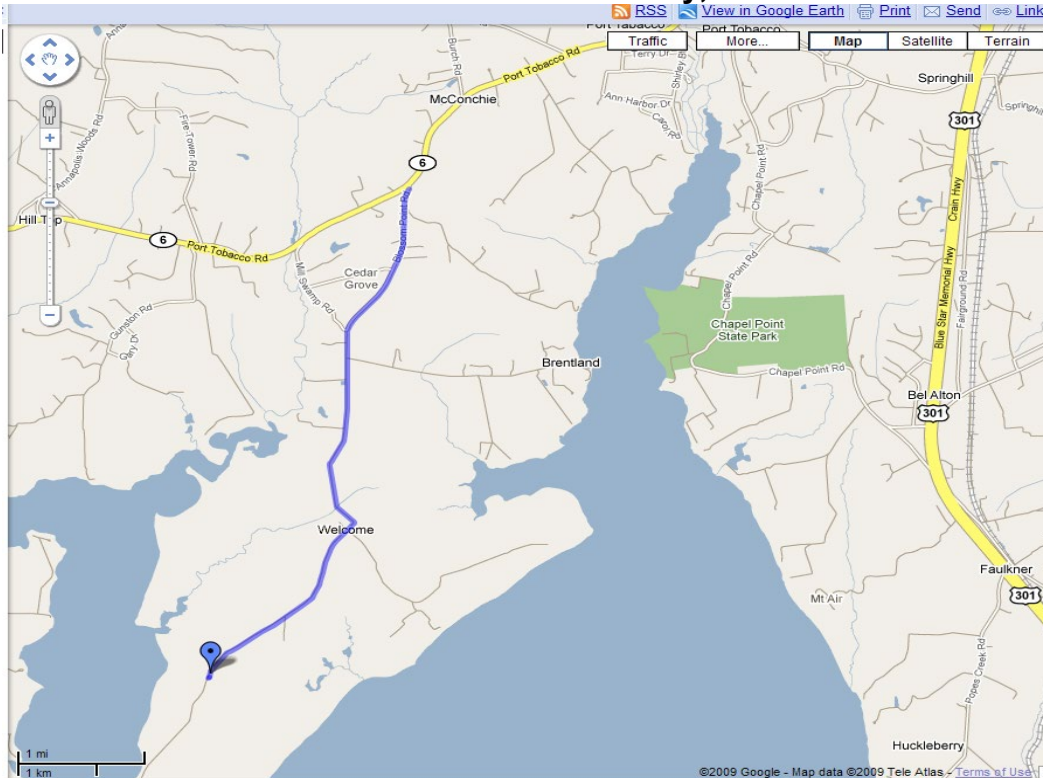 RSS View in Google Earth Print Send Link
Port Tobacco
Traffic More... Map Satellite Terrain
Burch Rd
Port Tobacco Rd
Terry Dr
Shirley Bl
Springhill
McConchie
Ann Harbor Dr
Carol Rd
Springhill
Annapolis Woods Rd
Fire Tower Rd
301
6
Chapel Point Rd
Crain Hwy
Hill Top
6
Port Tobacco Rd
Blossom Point Rd
Cedar
Grove
Mill Swamp Rd
Chapel Point Rd
Blue Star Memorial Hwy
Fairground Rd
Gunston Rd
Chapel Point
State Park
Brentland
Chapel Point Rd
Bel Alton
301
Welcome
Faulkner
301
Mt Air
Popes Creek Rd
Huckleberry
1 mi
1 km
©2009 Google - Map data ©2009 Tele Atlas - Terms of Use